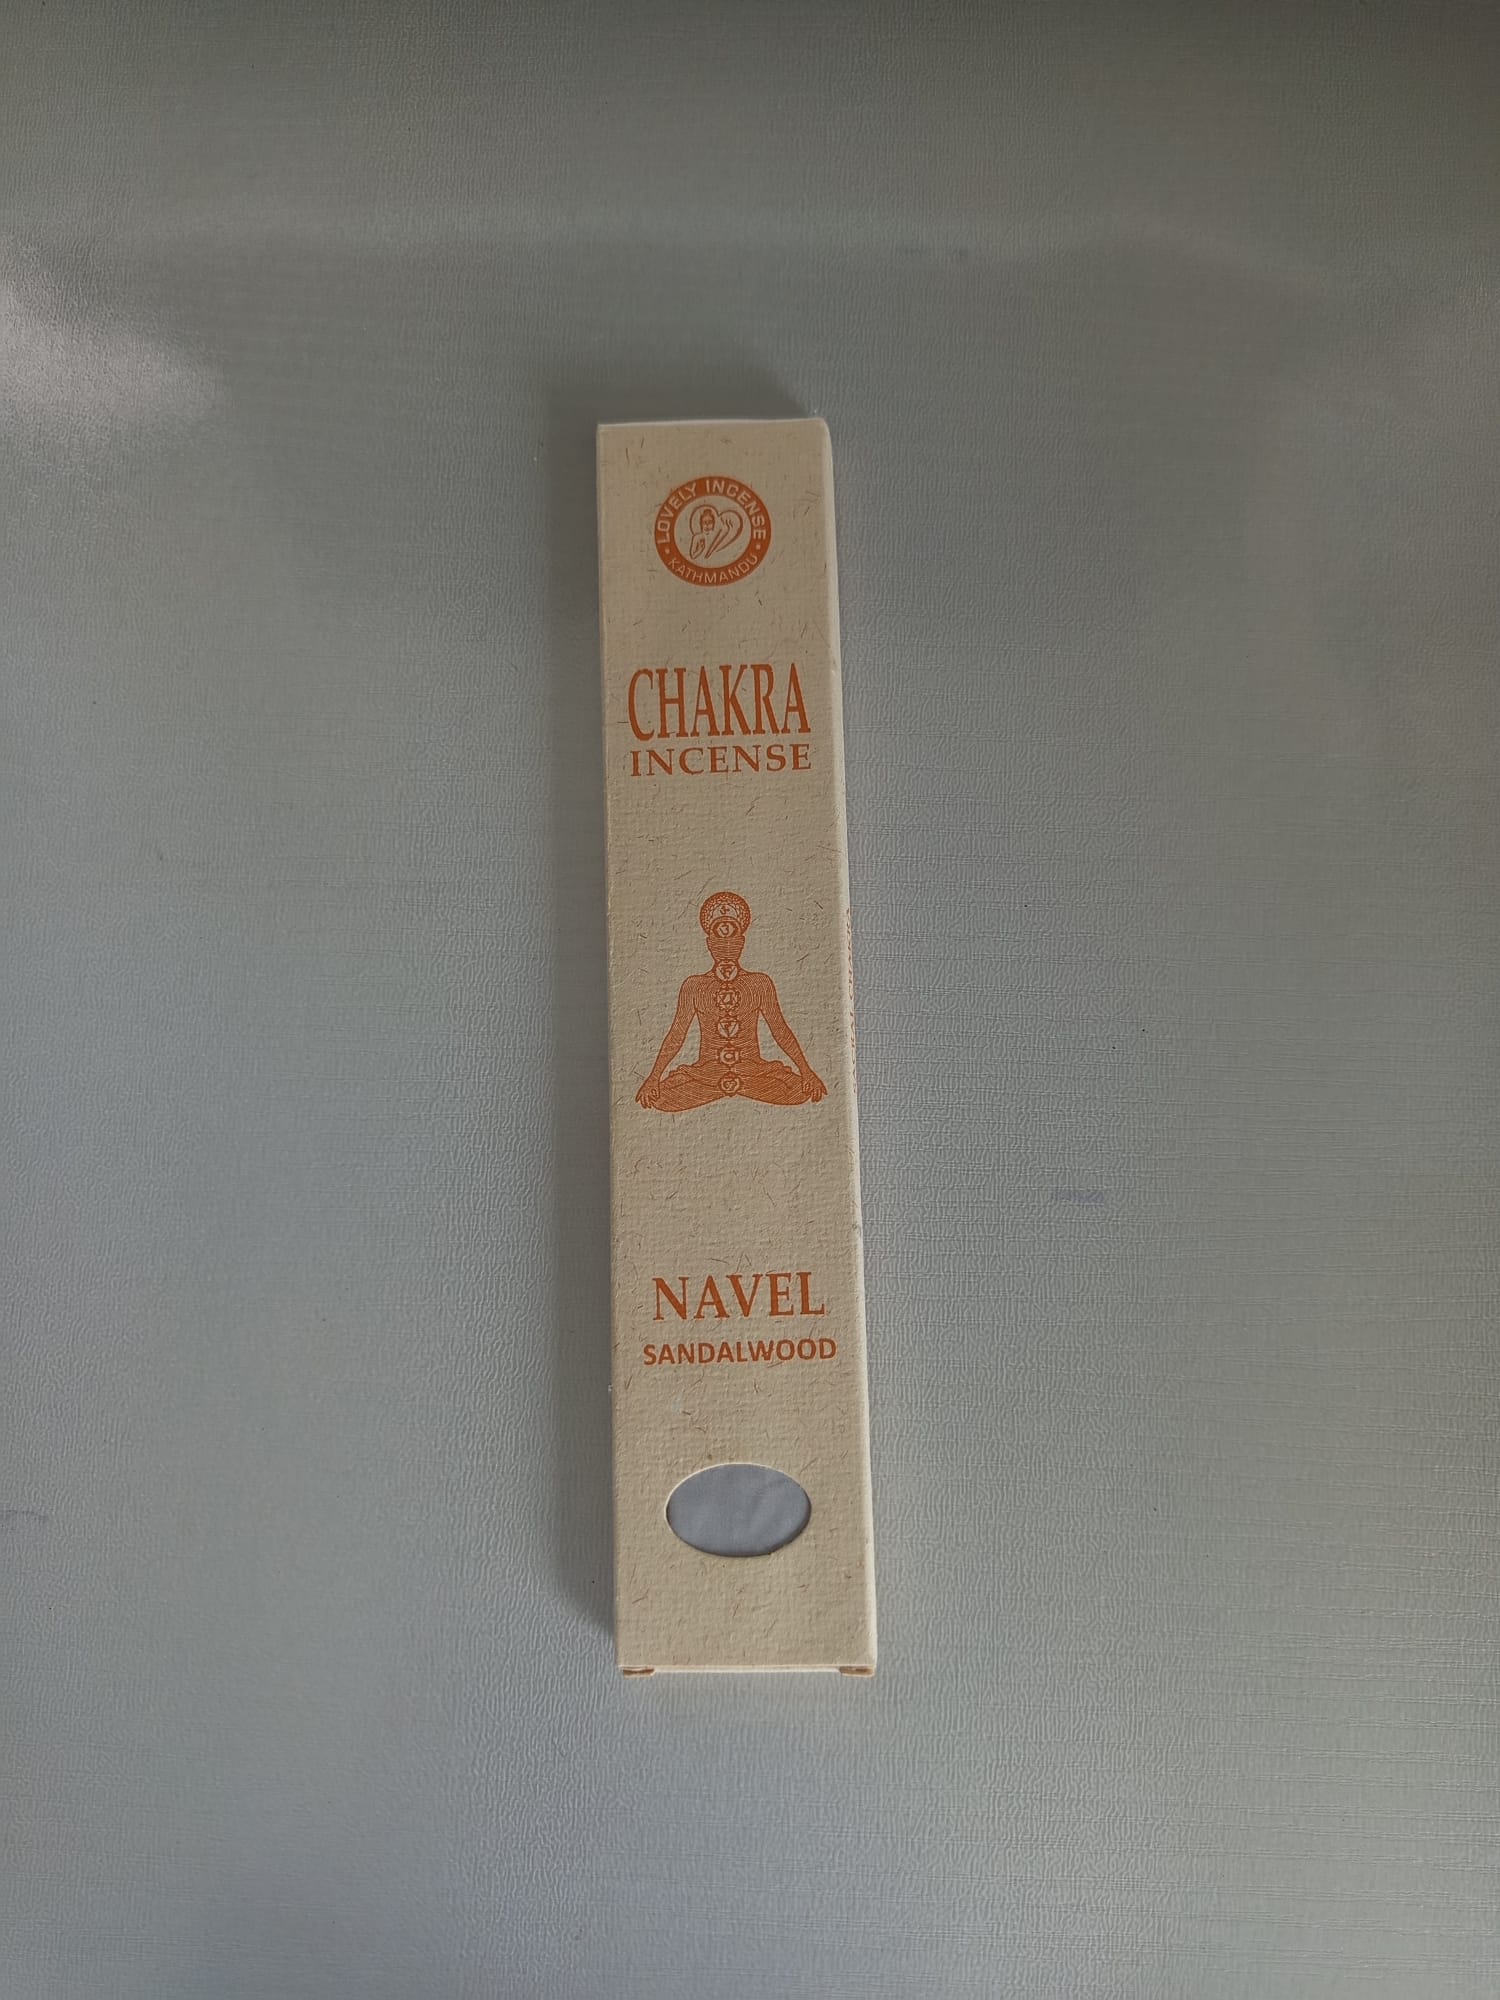 LOVELY INCENSE
KATHMANDU
CHAKRA
INCENSE
NAVEL
SANDALWOOD